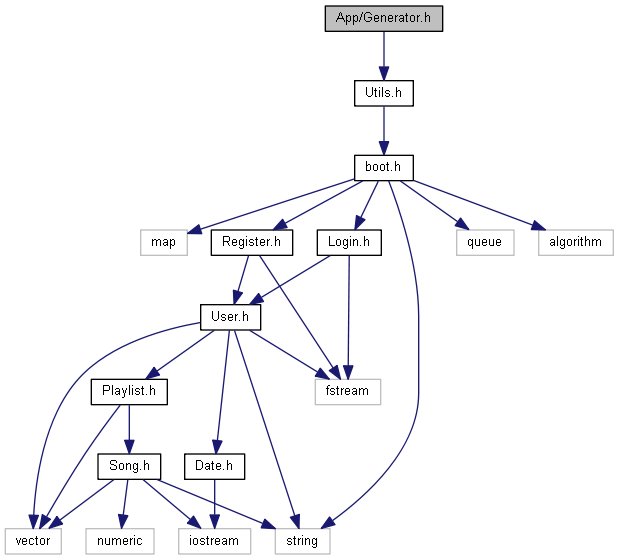 App/Generator.h
Utils.h
boot.h
map
Register.h
Login.h
queue
algorithm
User.h
Playlist.h
fstream
Song.h
Date.h
vector
numeric
iostream
string